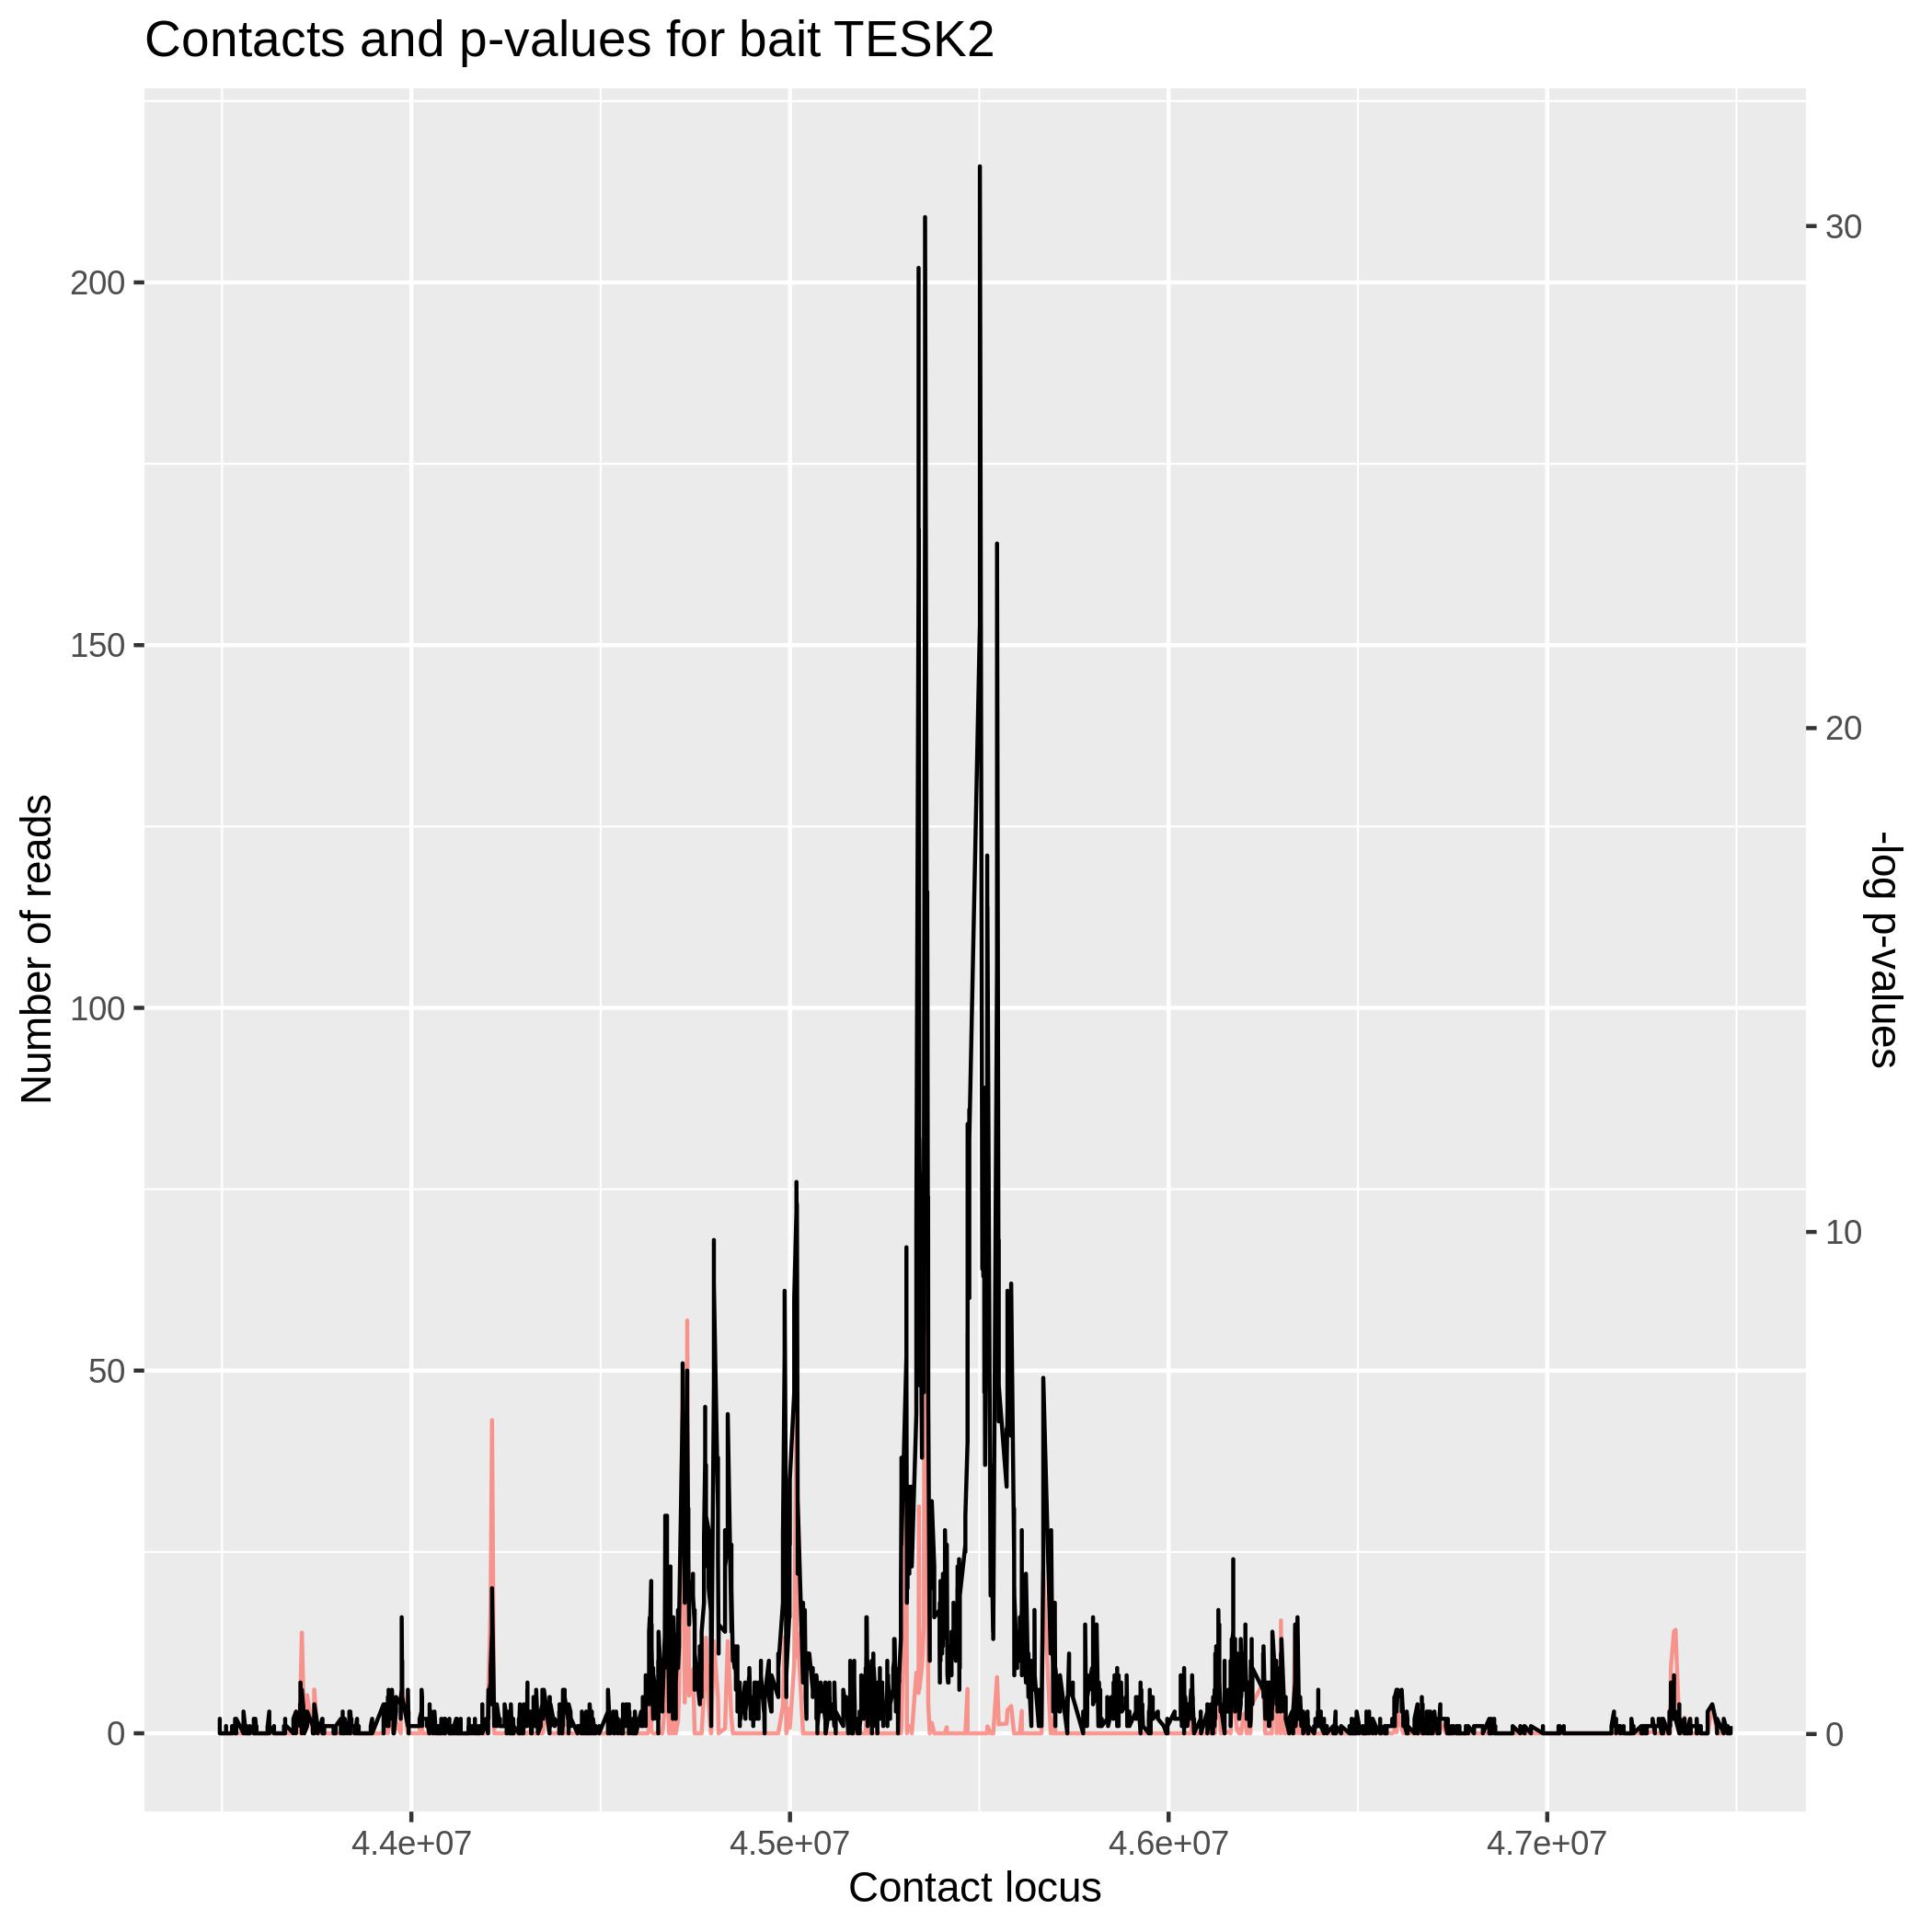 Contacts and p-values for bait TESK2
200
150
100
50
0
Number of reads
30
20
10
0
-log p-values
4.4e+07
4.5e+07
4.6e+07
4.7e+07
Contact locus